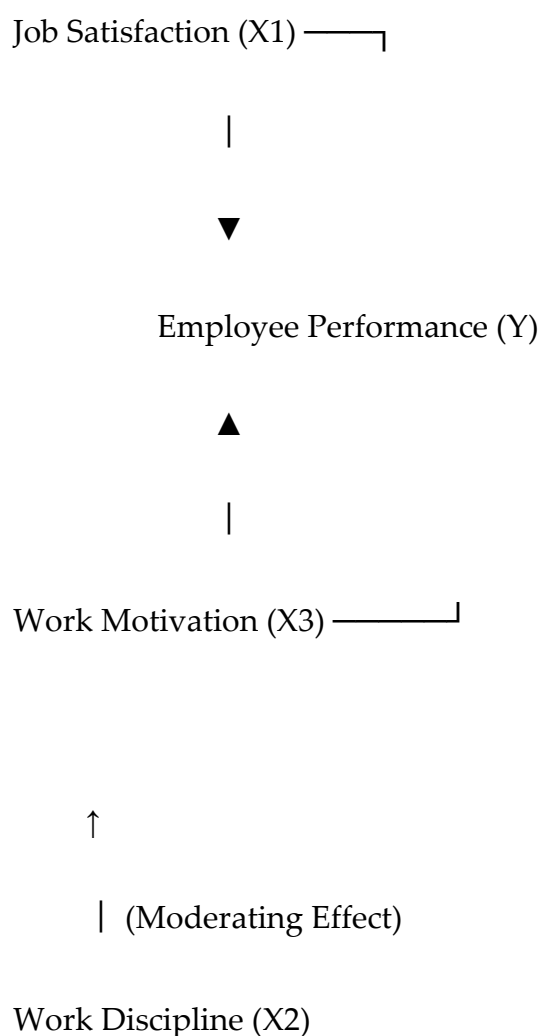 Job Satisfaction (X1) ────┐
│
▼
Employee Performance (Y)
▲
│
Work Motivation (X3) ──────┘
↑
│ (Moderating Effect)
Work Discipline (X2)